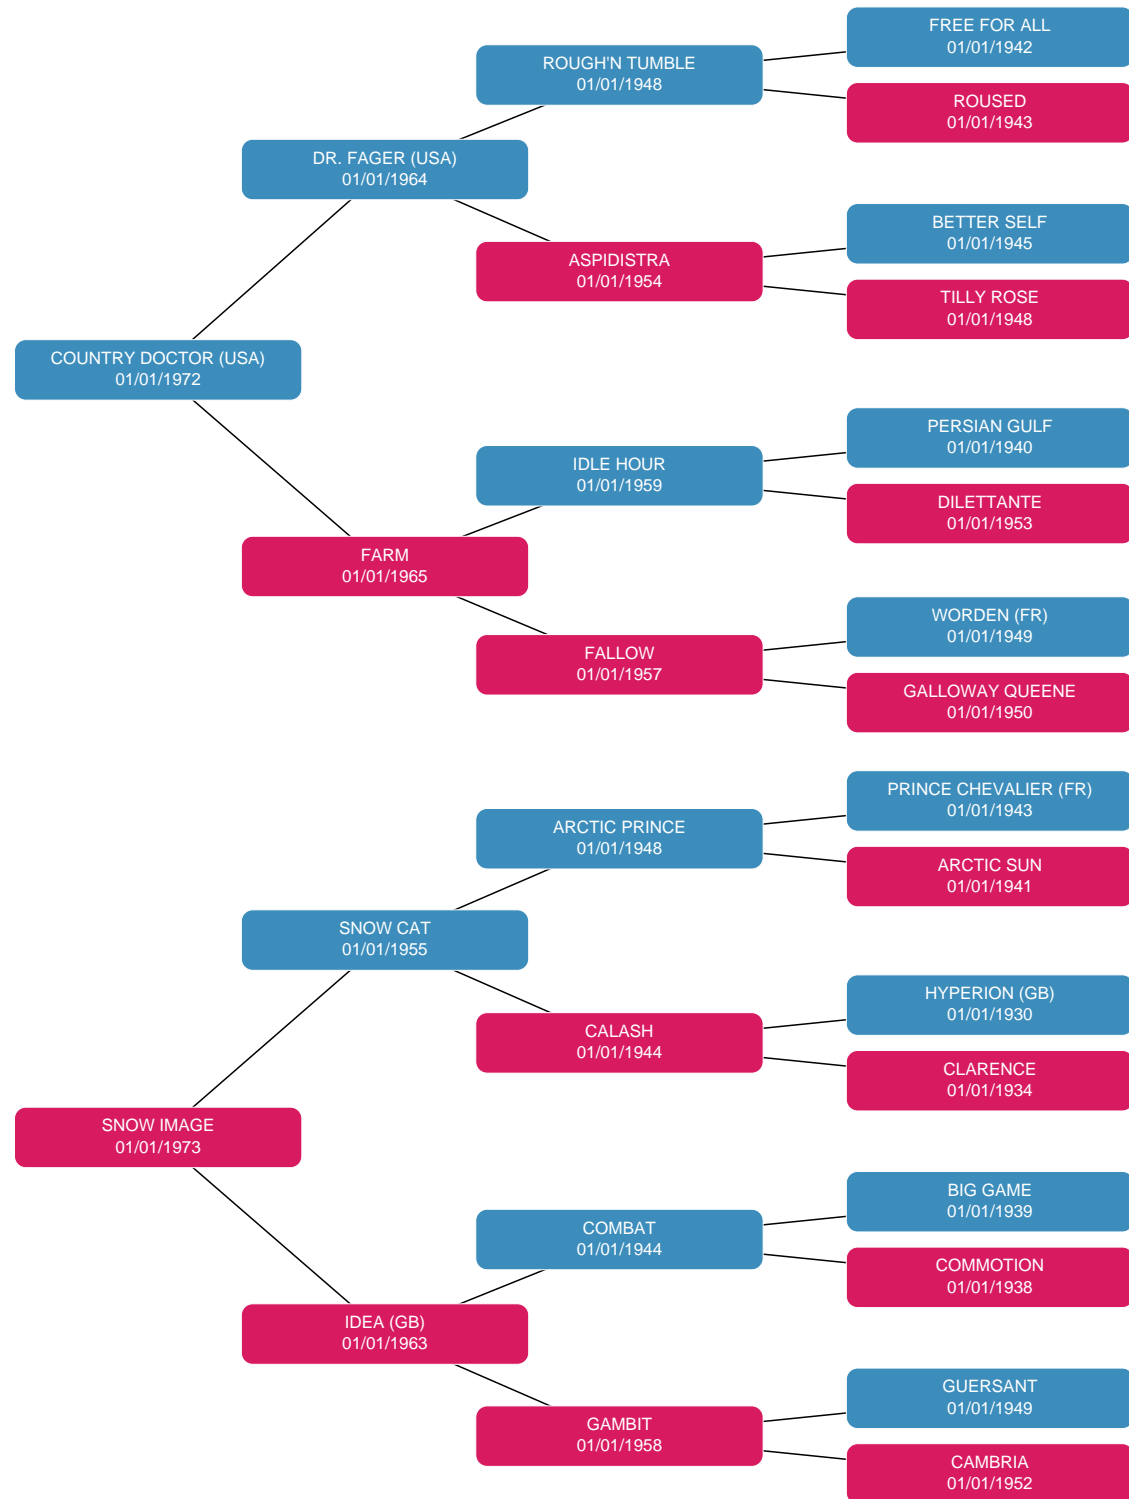 FREE FOR ALL
01/01/1942
ROUGH'N TUMBLE
01/01/1948
ROUSED
01/01/1943
DR. FAGER (USA)
01/01/1964
BETTER SELF
01/01/1945
ASPIDISTRA
01/01/1954
TILLY ROSE
01/01/1948
COUNTRY DOCTOR (USA)
01/01/1972
PERSIAN GULF
01/01/1940
IDLE HOUR
01/01/1959
DILETTANTE
01/01/1953
FARM
01/01/1965
WORDEN (FR)
01/01/1949
FALLOW
01/01/1957
GALLOWAY QUEENE
01/01/1950
PRINCE CHEVALIER (FR)
01/01/1943
ARCTIC PRINCE
01/01/1948
ARCTIC SUN
01/01/1941
SNOW CAT
01/01/1955
HYPERION (GB)
01/01/1930
CALASH
01/01/1944
CLARENCE
01/01/1934
SNOW IMAGE
01/01/1973
BIG GAME
01/01/1939
COMBAT
01/01/1944
COMMOTION
01/01/1938
IDEA (GB)
01/01/1963
GUERSANT
01/01/1949
GAMBIT
01/01/1958
CAMBRIA
01/01/1952